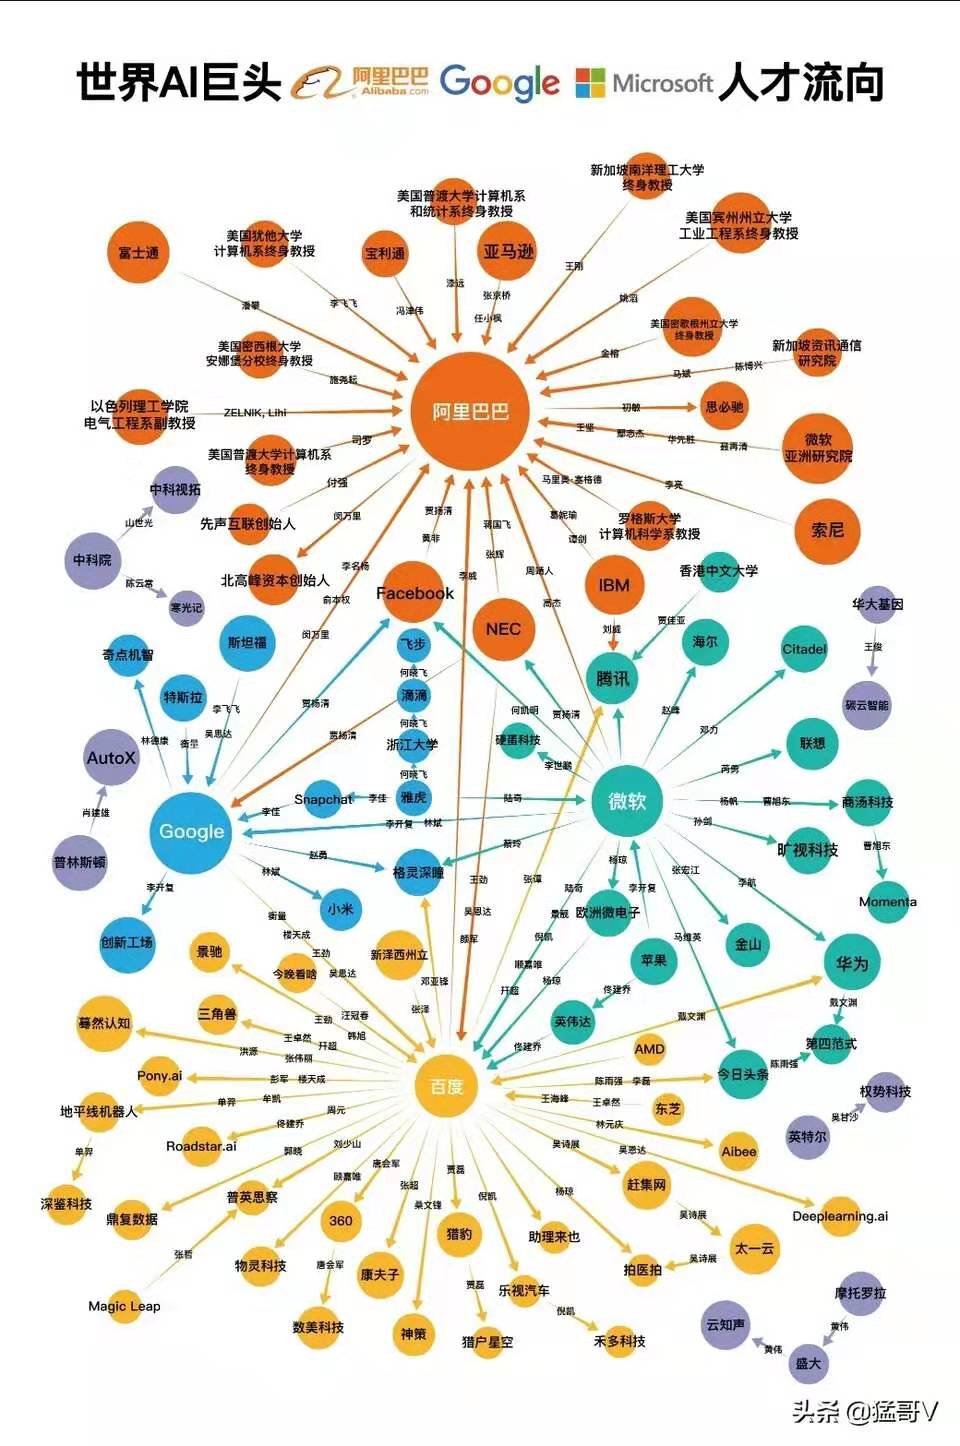 世界AI巨头 阿里巴巴 Alibaba.com Google Microsoft 人才流向
新加坡南洋理工大学
终身教授
美国普渡大学计算机系
和统计系终身教授
美国宾州州立大学
工业工程系终身教授
富士通
美国犹他大学
计算机系终身教授
宝利通
亚马逊
王刚
漆远
张京桥
任小枫
姚滔
潘攀
李飞飞
冯津伟
美国密歇根州立大学
终身教授
金榕
美国密西根大学
安娜堡分校终身教授
施尧耘
新加坡资讯通信
研究院
马斌
陈博兴
以色列理工学院
电气工程系副教授
ZELNIK, Lihi
阿里巴巴
初敏
思必驰
王坚
鄢志杰
华先胜
聂再清
微软
亚洲研究院
美国普渡大学计算机系
终身教授
司罗
中科视拓
山世光
付强
先声互联创始人
闵万里
贾扬清
黄非
蒋国飞
张辉
马里奥·塞格德
葛妮瑜
谭剑
罗格斯大学
计算机科学系教授
李亮
索尼
中科院
陈云霁
寒光记
北高峰资本创始人
李名杨
俞本权
闵万里
Facebook
李威
周靖人
高杰
IBM
香港中文大学
贾佳亚
NEC
刘威
华大基因
王俊
碳云智能
奇点机智
斯坦福
飞步
何晓飞
滴滴
何晓飞
浙江大学
何晓飞
雅虎
腾讯
海尔
Citadel
特斯拉
李飞飞
吴思达
林德康
衡量
贾扬清
贾扬清
何凯明
贾扬清
硬蛋科技
李世鹏
赵峰
邓力
联想
AutoX
肖建雄
普林斯顿
Google
Snapchat
李佳
李佳
陆奇
微软
芮勇
杨帆
曹旭东
商汤科技
李开复
林斌
赵勇
格灵深瞳
蔡玲
孙剑
旷视科技
曹旭东
Momenta
李开复
创新工场
林斌
小米
王劲
吴恩达
颜军
张谭
陆奇
景鲲
杨琼
李开复
欧洲微电子
张宏江
李航
衡量
楼天成
王劲
吴思达
新泽西州立
邓亚锋
张泽
倪凯
顺嘉唯
杨琼
苹果
佟建乔
马维英
金山
华为
景驰
今晚看啥
开超
英伟达
佟建乔
戴文渊
戴文渊
三角兽
王劲
汪冠春
韩旭
蓦然认知
王卓然
开超
洪源
张伟丽
AMD
今日头条
陈雨强
第四范式
Pony.ai
彭军
楼天成
百度
陈雨强
李磊
地平线机器人
单羿
牟凯
王海峰
王卓然
东芝
权势科技
吴甘沙
英特尔
佟建乔
周元
林元庆
单羿
Roadstar.ai
郭晓
刘少山
吴诗展
吴恩达
Aibee
顾嘉唯
唐会军
张超
桑文锋
贾磊
倪凯
杨琼
赶集网
深鉴科技
鼎复数据
普英思察
吴诗展
Deeplearning.ai
360
猎豹
助理来也
太一云
张哲
物灵科技
唐会军
康夫子
贾磊
乐视汽车
倪凯
拍医拍
吴诗展
Magic Leap
数美科技
神策
猎户星空
禾多科技
摩托罗拉
黄伟
云知声
黄伟
盛大
头条 @猛哥V